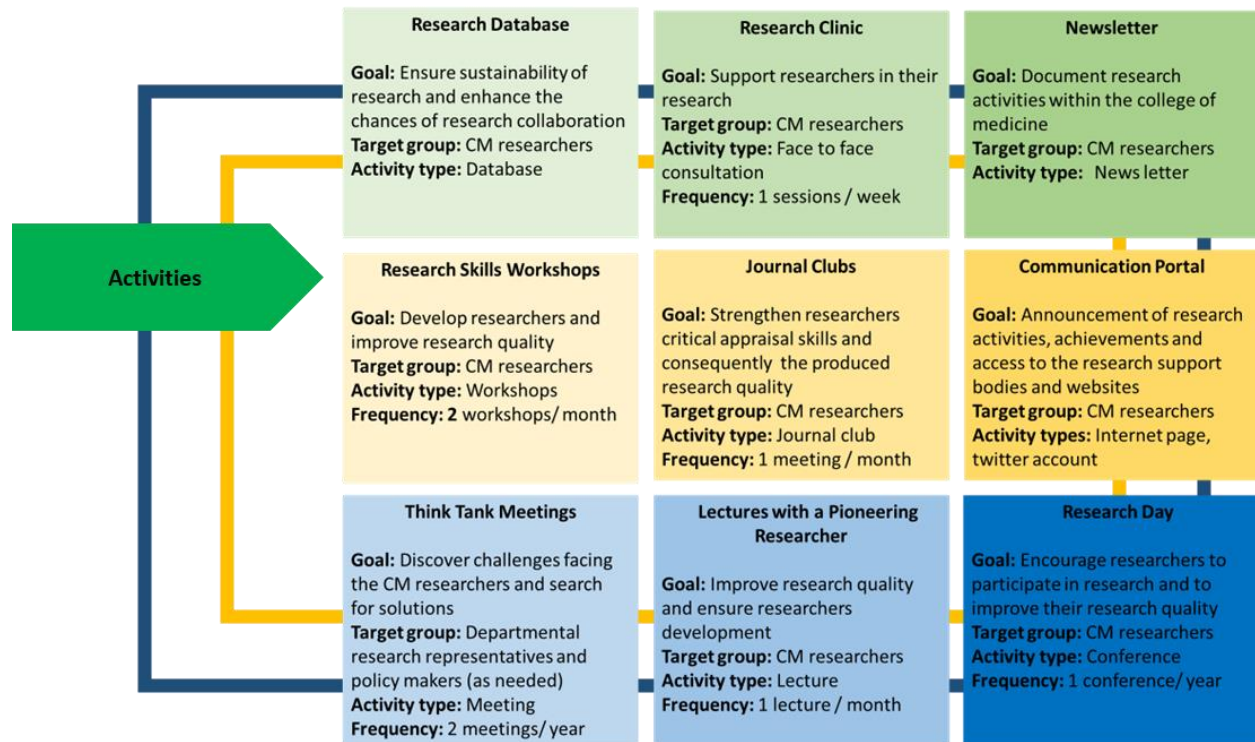 Activities
Research Database
Goal: Ensure sustainability of
research and enhance the
chances of research collaboration
Target group: CM researchers
Activity type: Database
Research Clinic
Goal: Support researchers in their
research
Target group: CM researchers
Activity type: Face to face
consultation
Frequency: 1 sessions / week
Newsletter
Goal: Document research
activities within the college of
medicine
Target group: CM researchers
Activity type: News letter
Research Skills Workshops
Goal: Develop researchers and
improve research quality
Target group: CM researchers
Activity type: Workshops
Frequency: 2 workshops/ month
Journal Clubs
Goal: Strengthen researchers
critical appraisal skills and
consequently the produced
research quality
Target group: CM researchers
Activity type: Journal club
Frequency: 1 meeting / month
Communication Portal
Goal: Announcement of research
activities, achievements and
access to the research support
bodies and websites
Target group: CM researchers
Activity types: Internet page,
twitter account
Think Tank Meetings
Goal: Discover challenges facing
the CM researchers and search
for solutions
Target group: Departmental
research representatives and
policy makers (as needed)
Activity type: Meeting
Frequency: 2 meetings/ year
Lectures with a Pioneering
Researcher
Goal: Improve research quality
and ensure researchers
development
Target group: CM researchers
Activity type: Lecture
Frequency: 1 lecture / month
Research Day
Goal: Encourage researchers to
participate in research and to
improve their research quality
Target group: CM researchers
Activity type: Conference
Frequency: 1 conference/ year